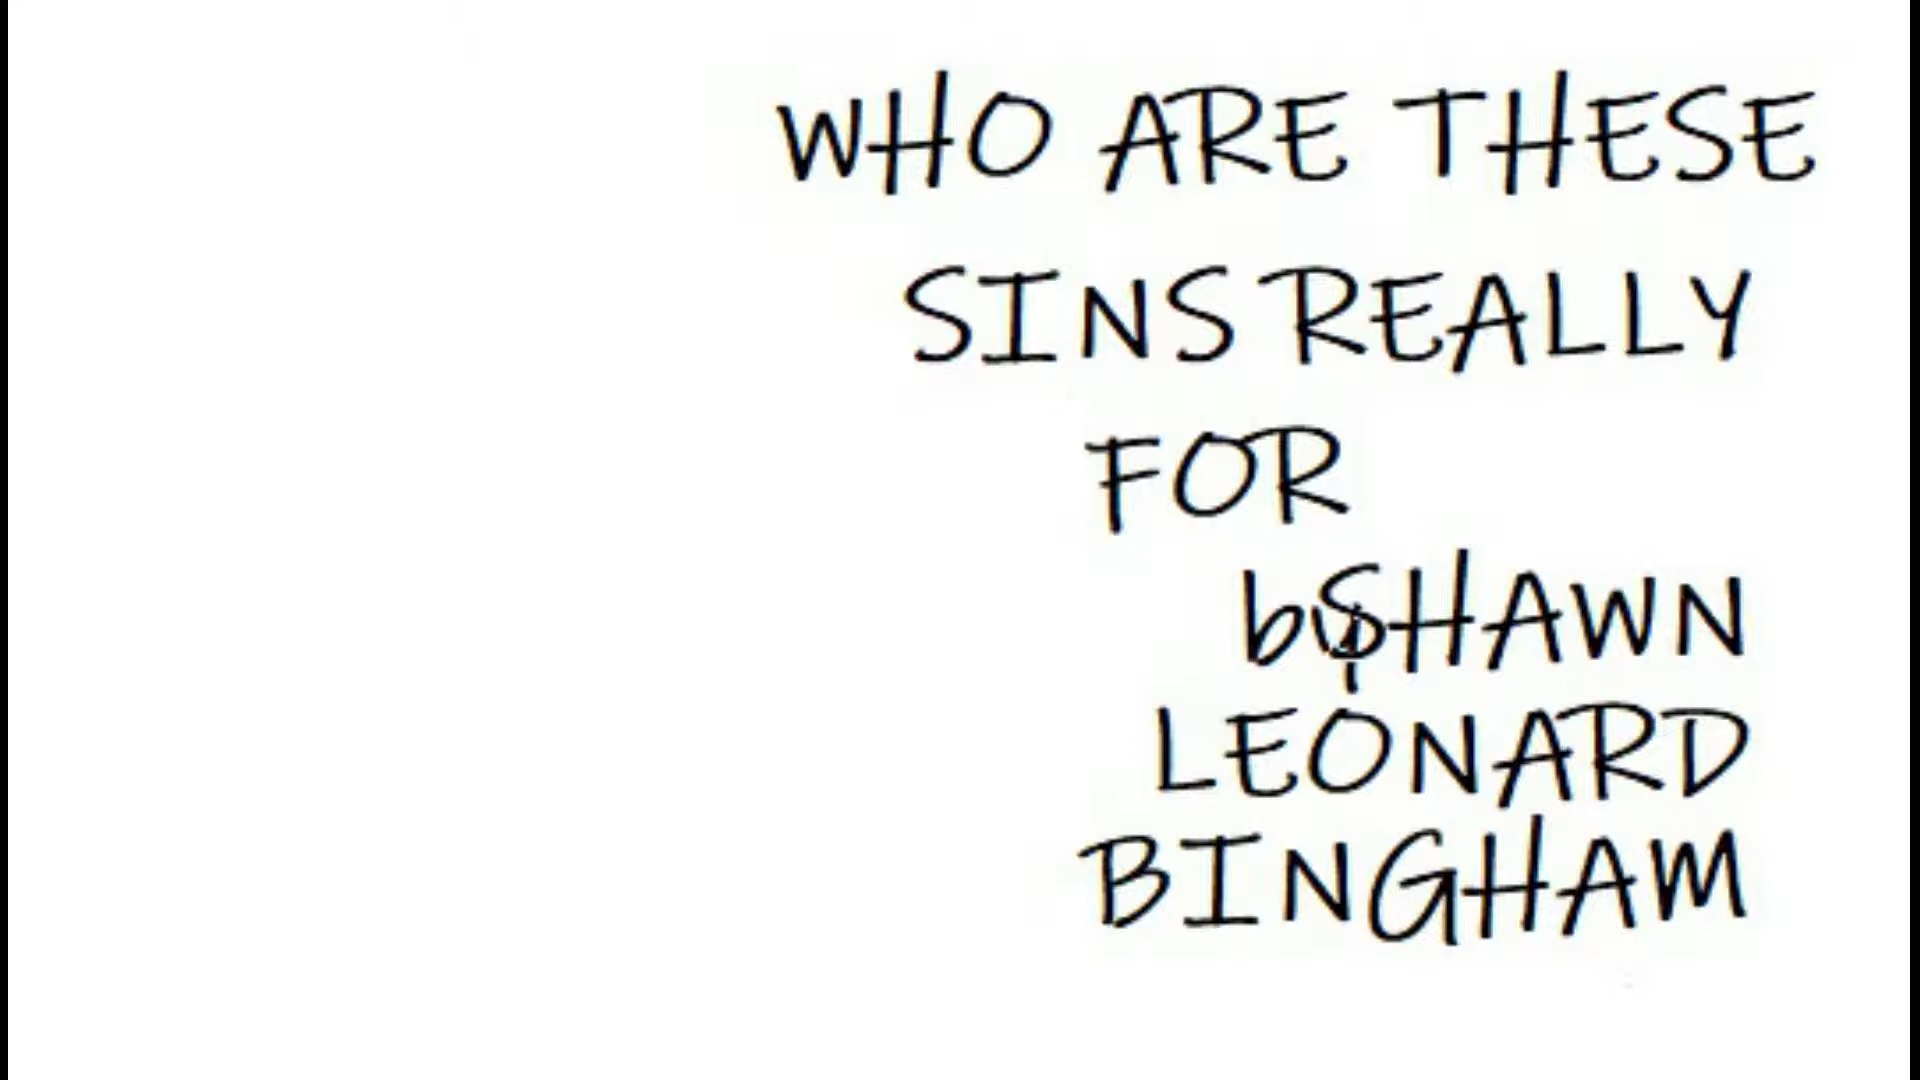 WHO ARE THESE
SINS REALLY
FOR
by SHAWN
LEONARD
BINGHAM